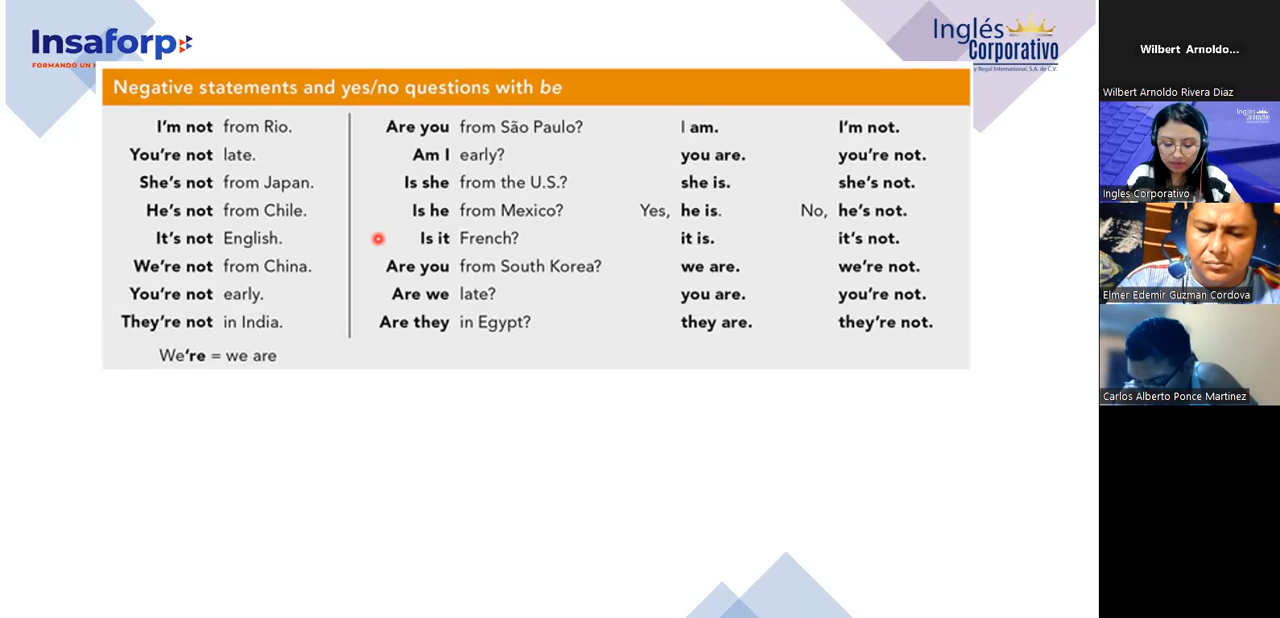 Insaforp
FORMANDO UN
Inglés
Corporativo
y Regal International, S.A. de C.V.
Negative statements and yes/no questions with be
I'm not from Rio. Are you from São Paulo? I am. I'm not.
You're not late. Am I early? you are. you're not.
She's not from Japan. Is she from the U.S.? she is. she's not.
He's not from Chile. Is he from Mexico? Yes, he is. No, he's not.
It's not English. Is it French? it is. it's not.
We're not from China. Are you from South Korea? we are. we're not.
You're not early. Are we late? you are. you're not.
They're not in India. Are they in Egypt? they are. they're not.
We're = we are
Wilbert Arnoldo...
Wilbert Arnoldo Rivera Diaz
Inglés Corporativo
Elmer Edemir Guzman Cordova
Carlos Alberto Ponce Martinez